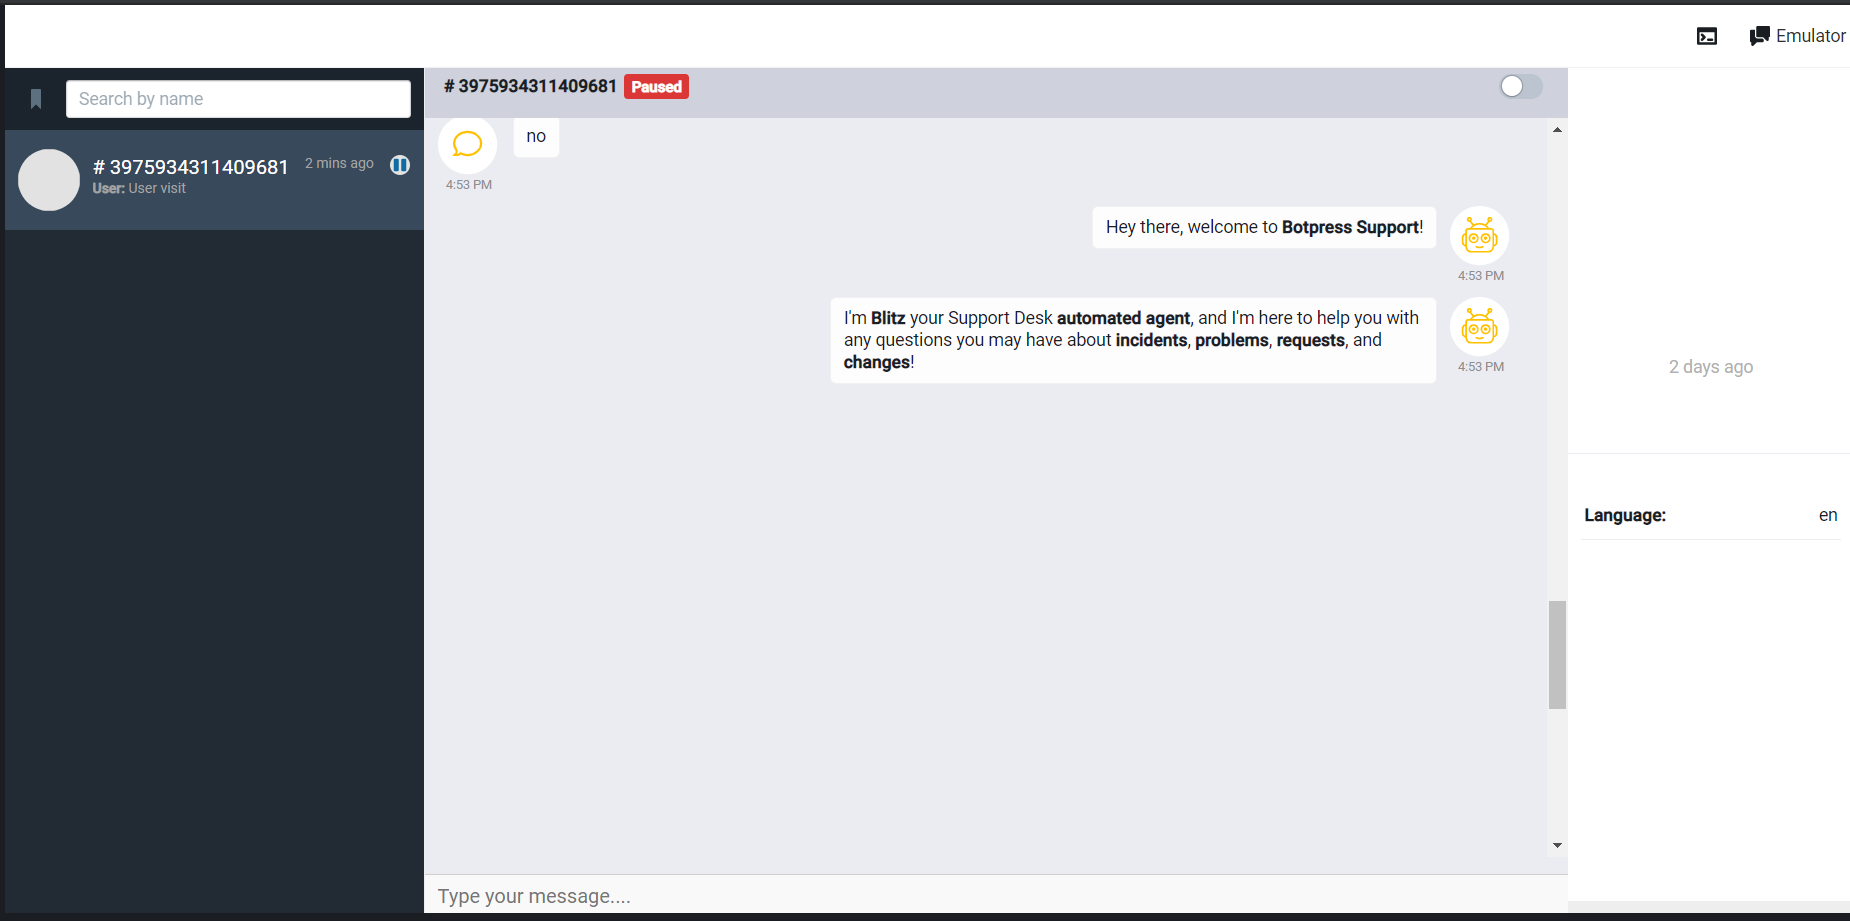 Emulator
Search by name
# 3975934311409681 Paused
# 3975934311409681 2 mins ago
User: User visit
no
4:53 PM
Hey there, welcome to Botpress Support!
4:53 PM
I'm Blitz your Support Desk automated agent, and I'm here to help you with
any questions you may have about incidents, problems, requests, and
changes!
4:53 PM
2 days ago
Language: en
Type your message....